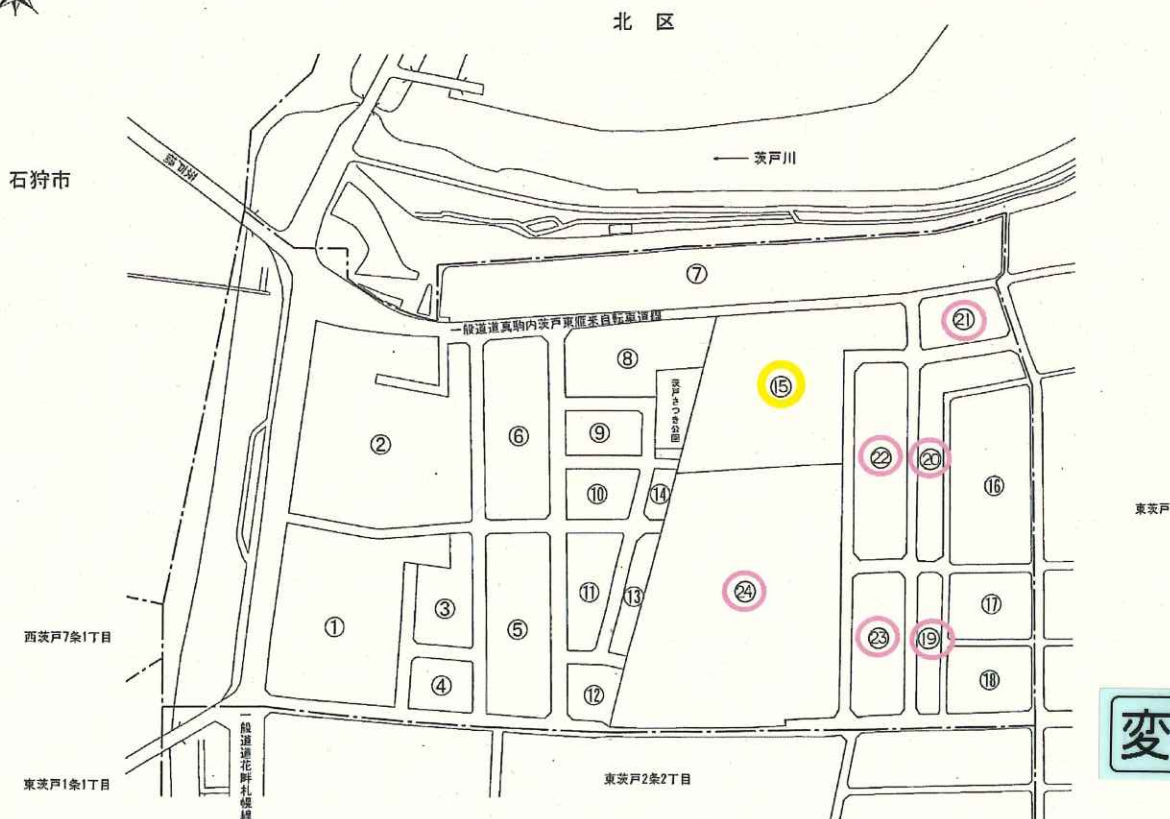 北区
石狩市
茨戸川
⑦
一般道道真駒内茨戸東雁来自転車道線
㉑
⑧
茨戸さつき公園
⑮
②
⑥
⑨
㉒
⑳
⑯
⑩
⑭
東茨戸
①
③
⑤
⑪
⑬
㉔
⑰
西茨戸7条1丁目
㉓
⑲
④
⑫
⑱
変
一般道道花畔札幌線
東茨戸1条1丁目
東茨戸2条2丁目